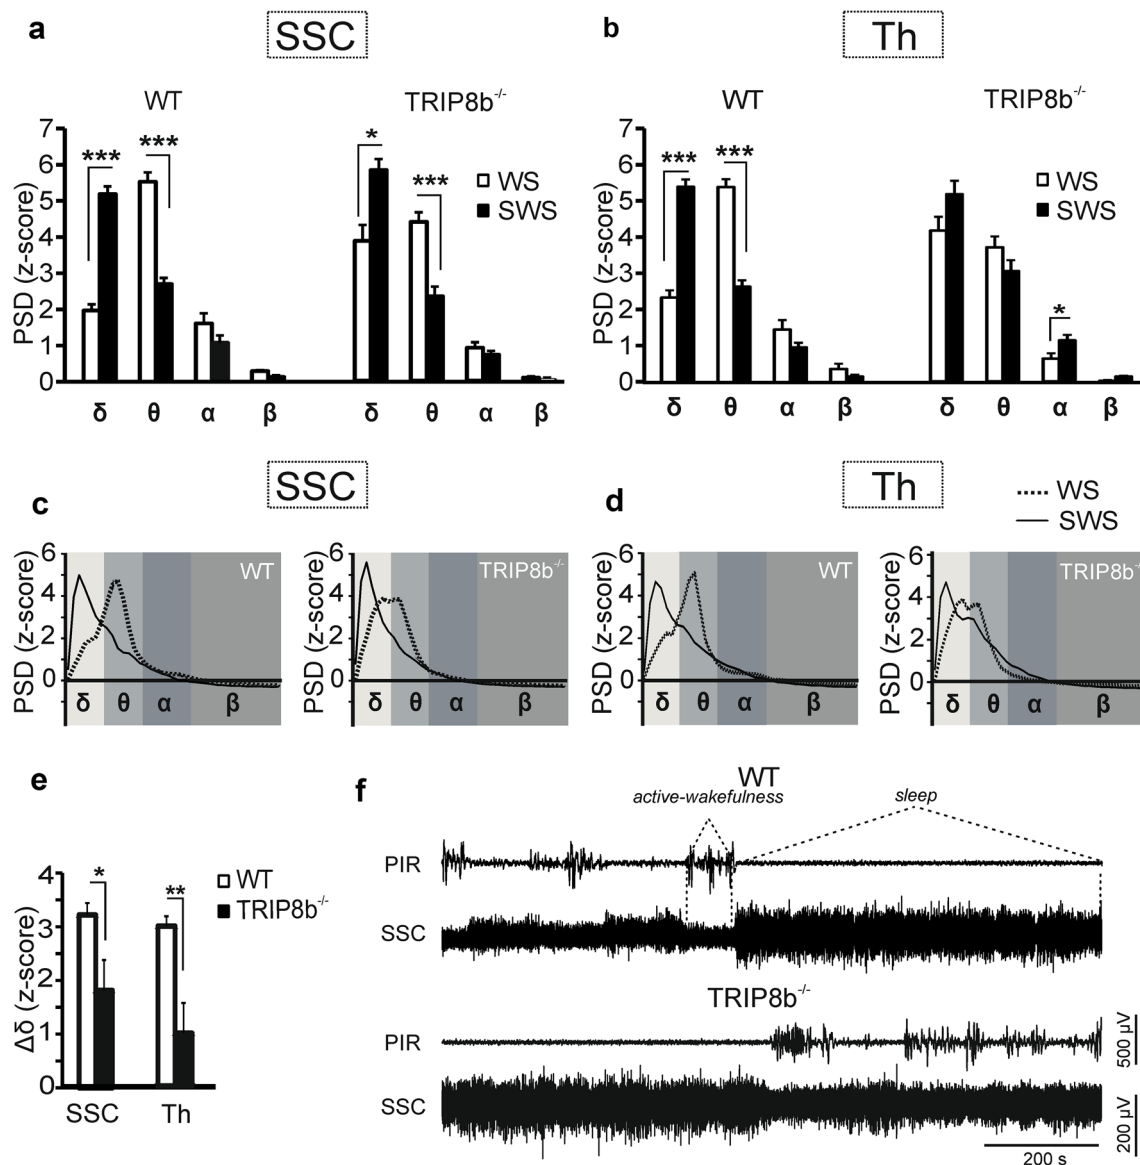 a
SSC
b
Th
WT
TRIP8b-/-
WT
TRIP8b-/-
PSD (z-score)
7
6
5
4
3
2
1
0
***
***
*
***
WS
SWS
δ θ α β
δ θ α β
PSD (z-score)
7
6
5
4
3
2
1
0
***
***
*
WS
SWS
δ θ α β
δ θ α β
c
SSC
d
Th
WS
SWS
PSD (z-score)
6
4
2
0
WT
δ θ α β
PSD (z-score)
6
4
2
0
TRIP8b-/-
δ θ α β
PSD (z-score)
6
4
2
0
WT
δ θ α β
PSD (z-score)
6
4
2
0
TRIP8b-/
δ θ α β
e
Δδ (z-score)
4
3
2
1
0
*
**
WT
TRIP8b-/-
SSC Th
f
WT
active-wakefulness
sleep
PIR
SSC
TRIP8b-/-
PIR
500 µV
SSC
200 µV
200 s